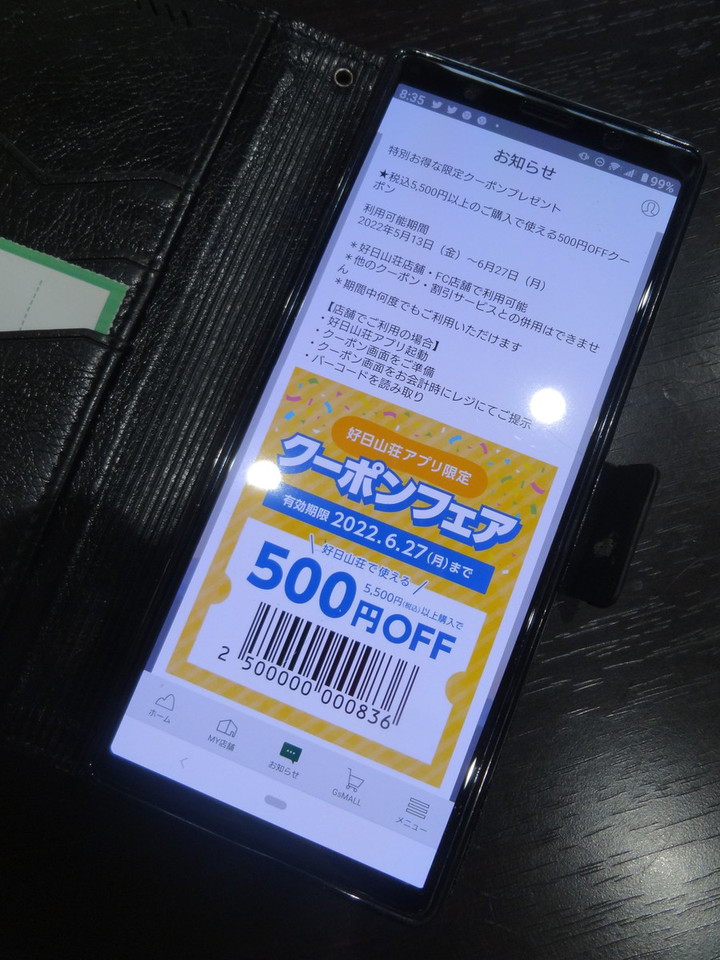 8:35
99%
お知らせ
特別お得な限定クーポンプレゼント
★税込5,500円以上のご購入で使える500円OFFクー
ポン
利用可能期間
2022年5月13日（金）～6月27日（月）
＊好日山荘店舗・FC店舗で利用可能
＊他のクーポン・割引サービスとの併用はできませ
ん
＊期間中何度でもご利用いただけます
【店舗でご利用の場合】
・好日山荘アプリ起動
・クーポン画面をご準備
・クーポン画面をお会計時にレジにてご提示
・バーコードを読み取り
好日山荘アプリ限定
クーポンフェア
有効期限 2022.6.27(月)まで
好日山荘で使える
5,500円(税込)以上購入で
500円OFF
2 500000 000836
ホーム
MY店舗
お知らせ
GsMALL
メニュー